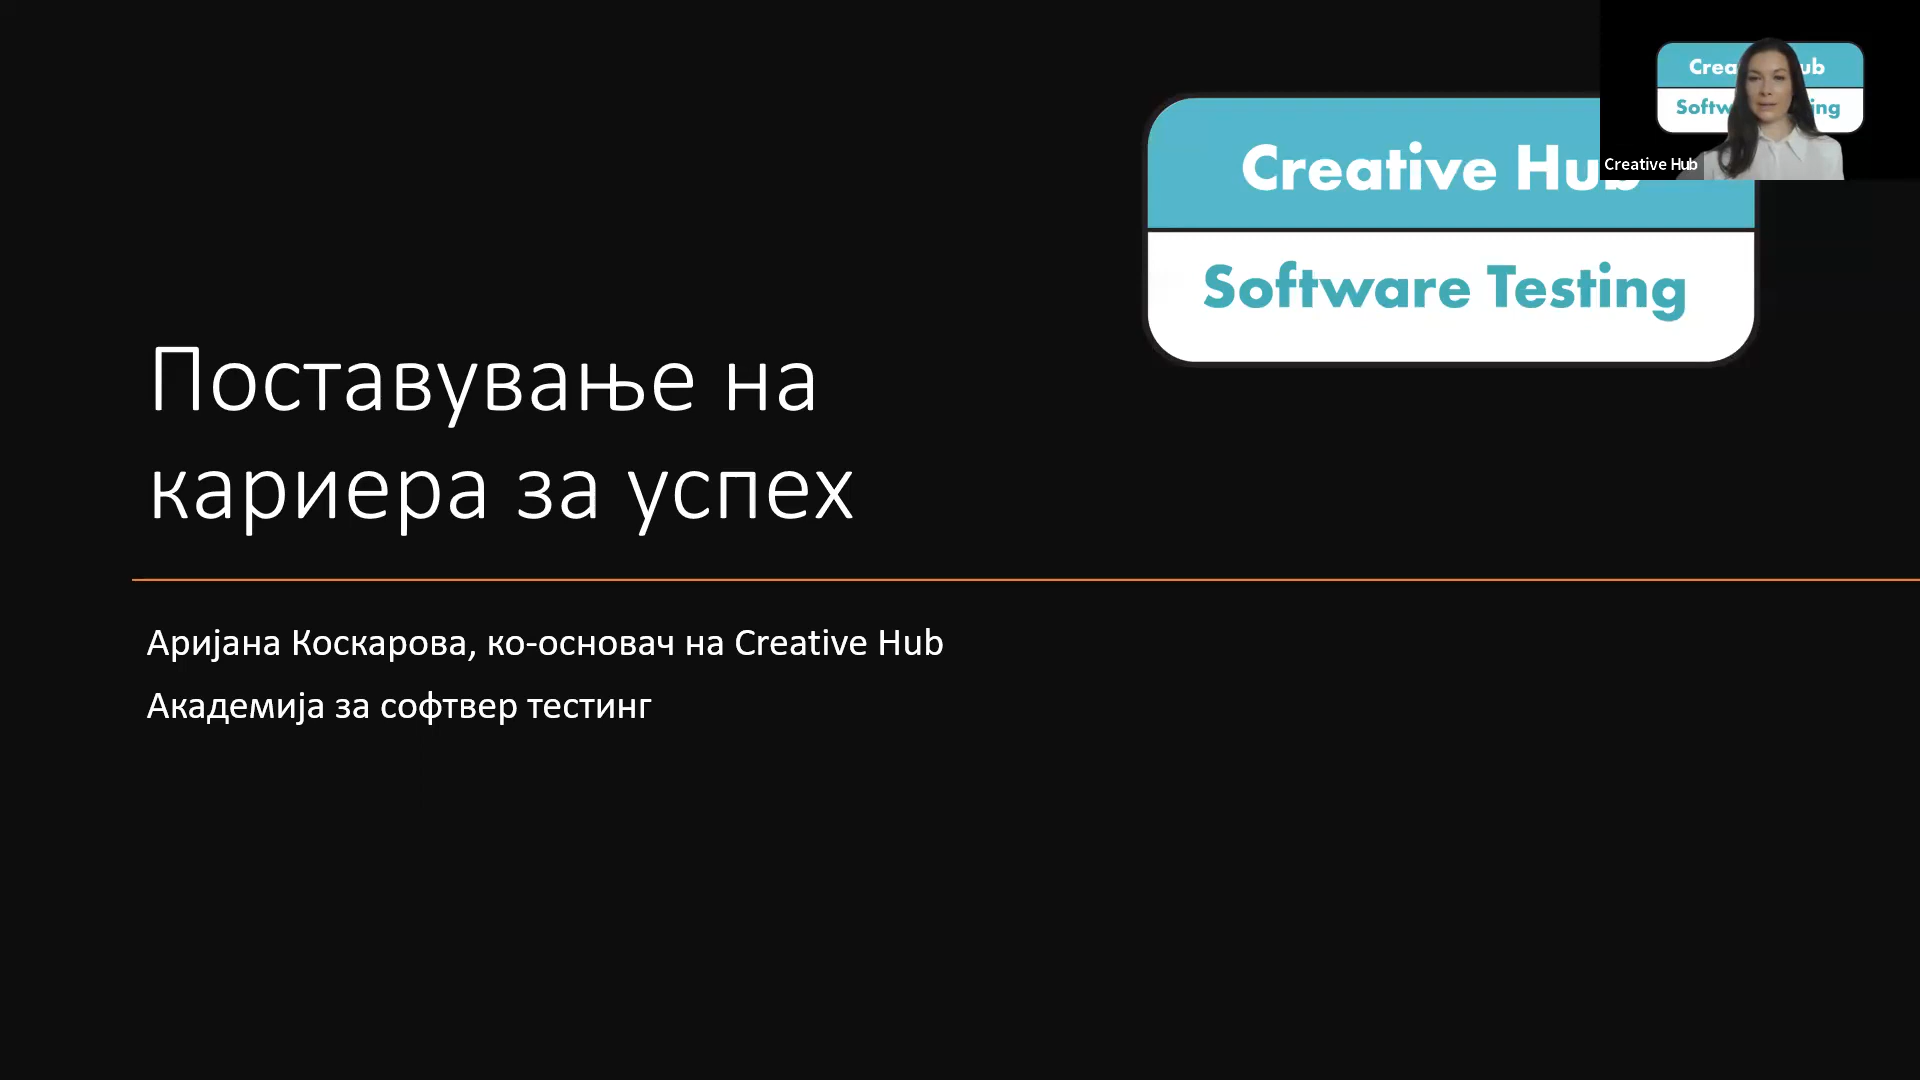 Creative Hub
Software Testing
Creative Hub
Поставување на
кариера за успех
Аријана Коскарова, ко-основач на Creative Hub
Академија за софтвер тестинг